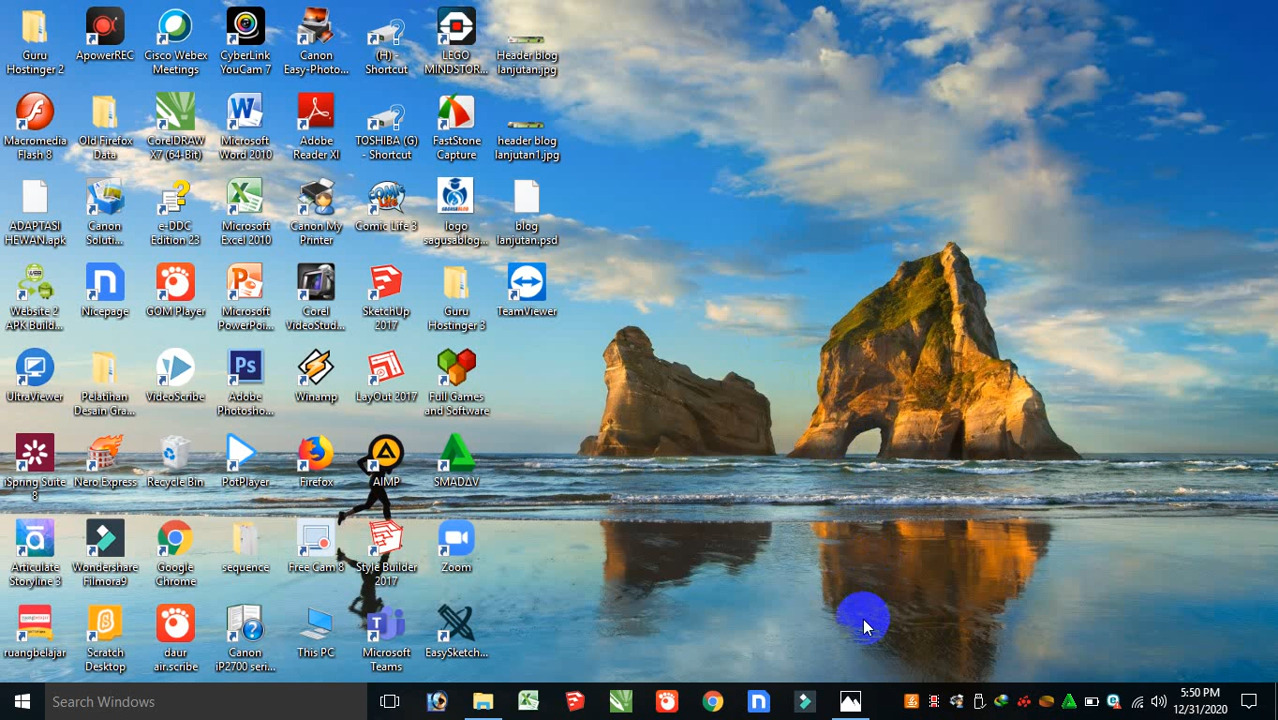 Guru
Hostinger 2
ApowerREC
Cisco Webex
Meetings
CyberLink
YouCam 7
Canon
Easy-Photo...
(H) -
Shortcut
LEGO
MINDSTOR...
Header blog
lanjutan.jpg
Macromedia
Flash 8
Old Firefox
Data
CorelDRAW
X7 (64-Bit)
Microsoft
Word 2010
Adobe
Reader XI
TOSHIBA (G)
- Shortcut
FastStone
Capture
header blog
lanjutan1.jpg
ADAPTASI
HEWAN.apk
Canon
Soluti...
e-DDC
Edition 23
Microsoft
Excel 2010
Canon My
Printer
Comic Life 3
logo
sagusablog...
blog
lanjutan.psd
Website 2
APK Build...
Nicepage
GOM Player
Microsoft
PowerPoi...
Corel
VideoStud...
SketchUp
2017
Guru
Hostinger 3
TeamViewer
UltraViewer
Pelatihan
Desain Gra...
VideoScribe
Adobe
Photosho...
Winamp
LayOut 2017
Full Games
and Software
iSpring Suite
8
Nero Express
Recycle Bin
PotPlayer
Firefox
AIMP
SMADΔV
Articulate
Storyline 3
Wondershare
Filmora9
Google
Chrome
sequence
Free Cam 8
Style Builder
2017
Zoom
ruangbelajar
Scratch
Desktop
daur
air.scribe
Canon
iP2700 seri...
This PC
Microsoft
Teams
EasySketch...
Search Windows
5:50 PM
12/31/2020